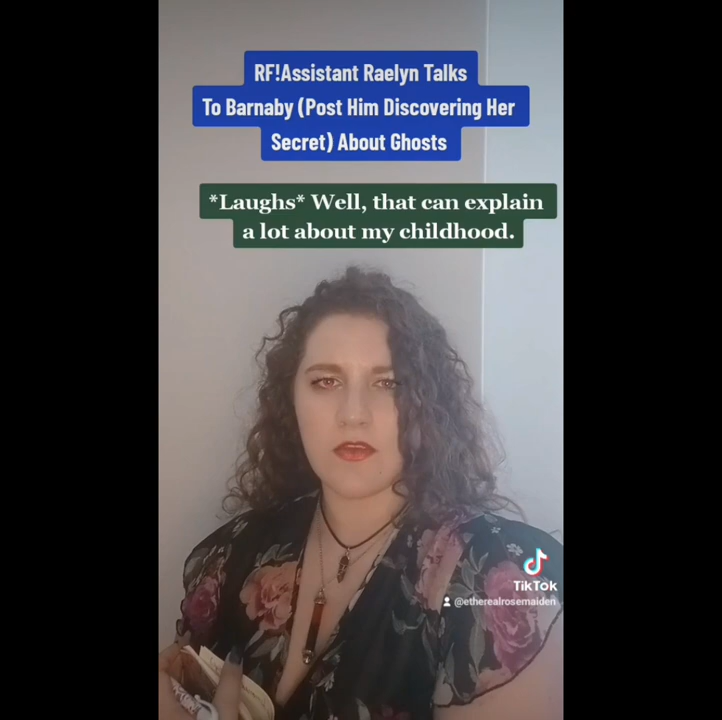 RF!Assistant Raelyn Talks
To Barnaby (Post Him Discovering Her
Secret) About Ghosts
*Laughs* Well, that can explain
a lot about my childhood.
TikTok
@etherealrosemaiden